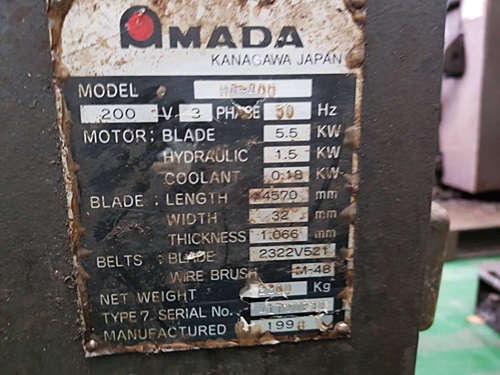 AMADA
KANAGAWA JAPAN
MODEL
200 V 3 PHASE 50 Hz
MOTOR: BLADE 5.5 KW
HYDRAULIC 1.5 KW
COOLANT 0.18 KW
BLADE: LENGTH 4570 mm
WIDTH 32 mm
THICKNESS 1.066 mm
BELTS: BLADE 2322V521
WIRE BRUSH M-48
NET WEIGHT Kg
TYPE 7. SERIAL No.
MANUFACTURED